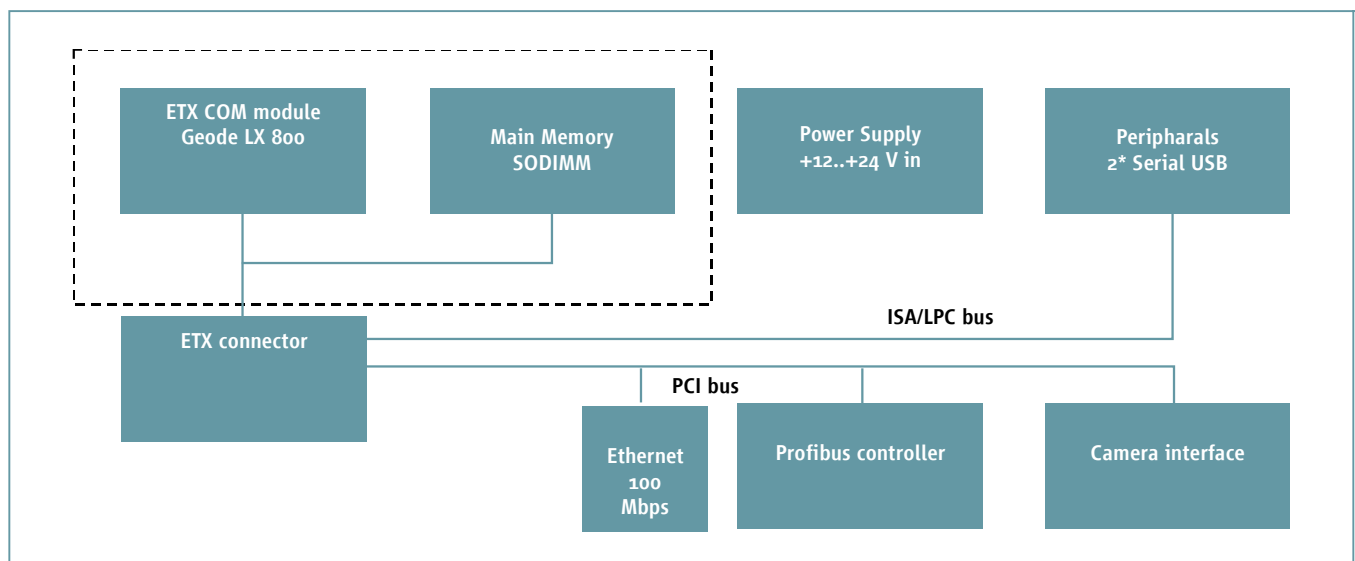 ETX COM module
Geode LX 800
Main Memory
SODIMM
Power Supply
+12..+24 V in
Peripharals
2* Serial USB
ISA/LPC bus
ETX connector
PCI bus
Ethernet
100
Mbps
Profibus controller
Camera interface